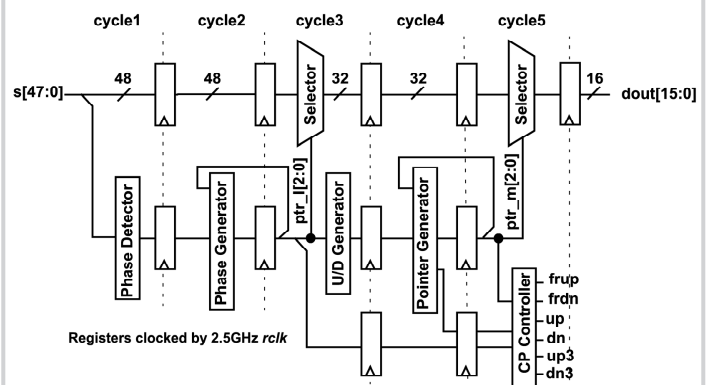 cycle1 cycle2 cycle3 cycle4 cycle5
48 48 32 32 16
s[47:0]
Selector
Selector
dout[15:0]
ptr_l[2:0]
ptr_m[2:0]
Phase Detector
Phase Generator
U/D Generator
Pointer Generator
CP Controller
frup
frdn
up
dn
up3
dn3
Registers clocked by 2.5GHz rclk